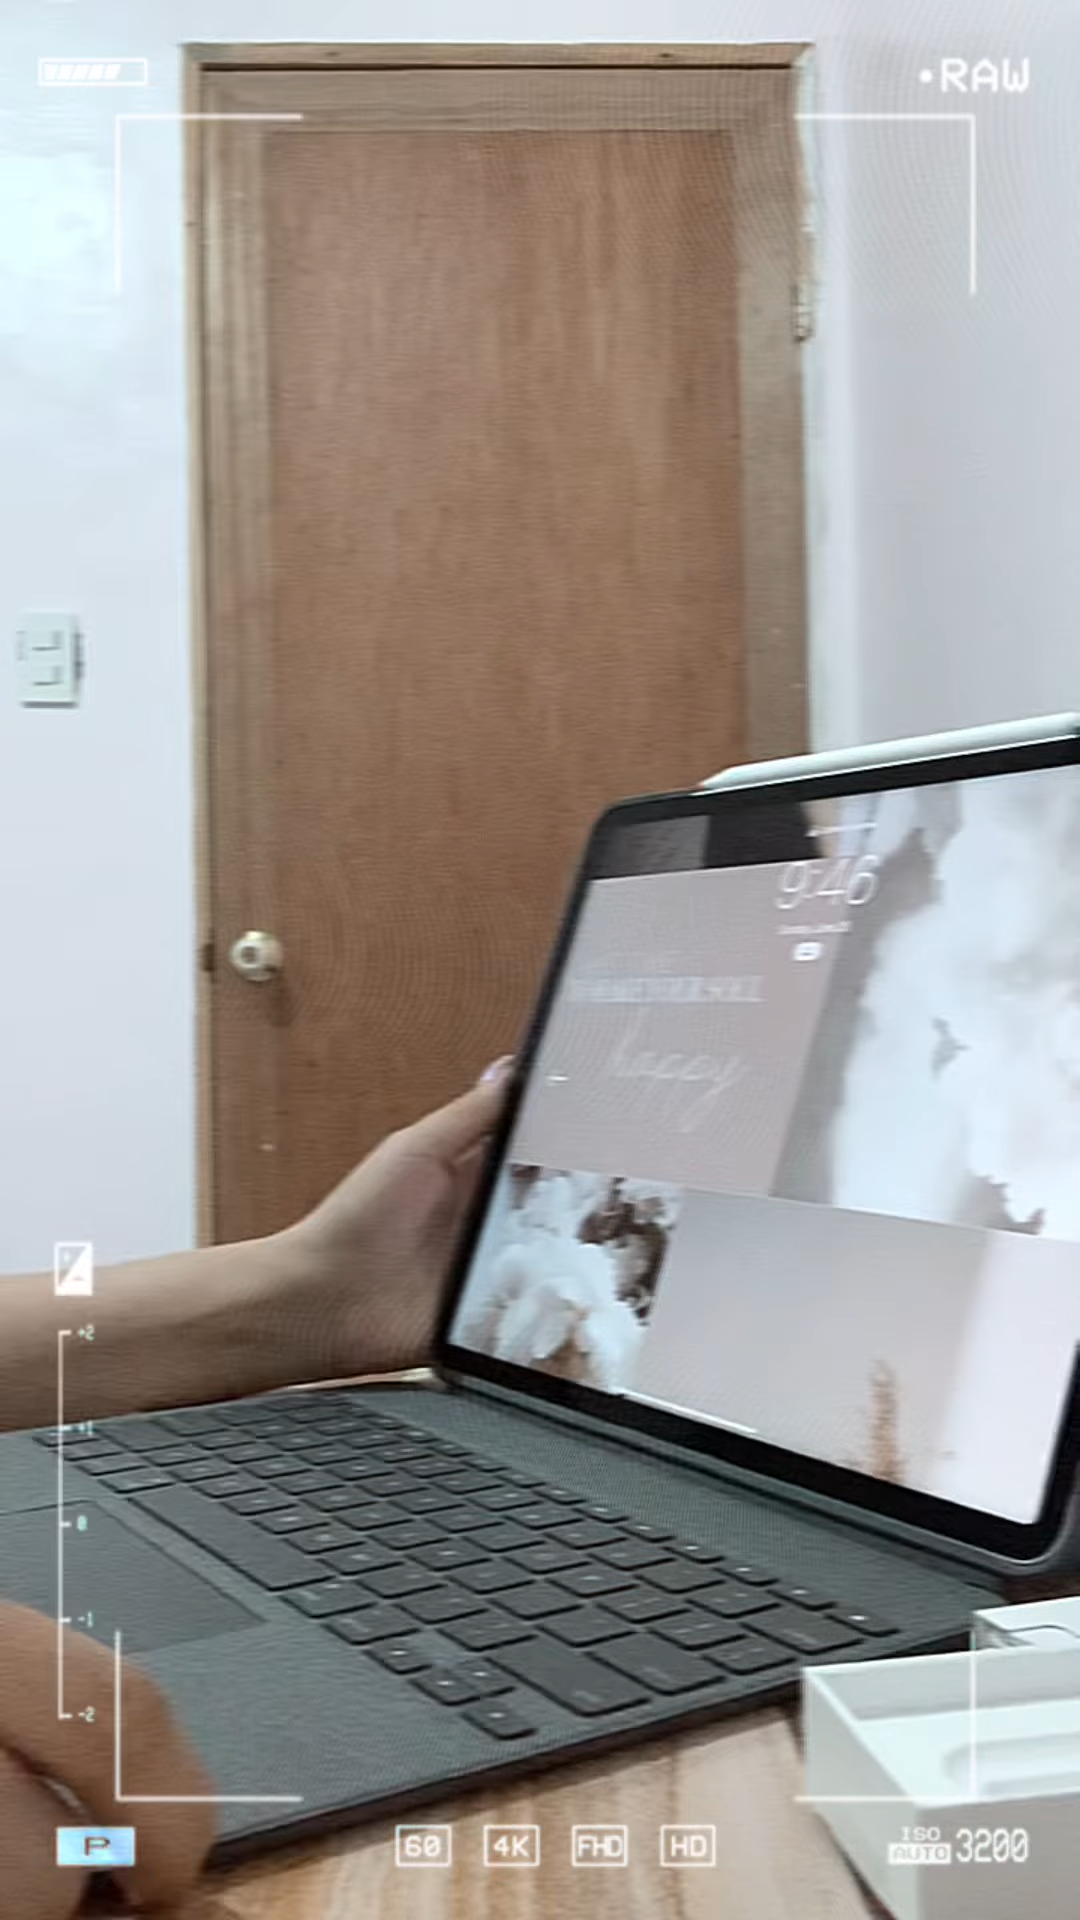 •RAW
9:46
happy
+2
+1
0
-1
-2
P
60
4K
FHD
HD
ISO
AUTO
3200